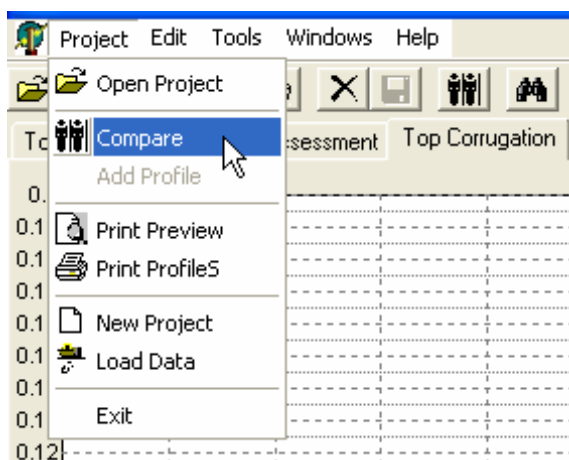 Project Edit Tools Windows Help
Open Project
Compare
ssessment Top Corrugation
Add Profile
0.
0.1 Print Preview
0.1 Print ProfileS
0.1
0.1 New Project
0.1 Load Data
0.1
0.1 Exit
0.12